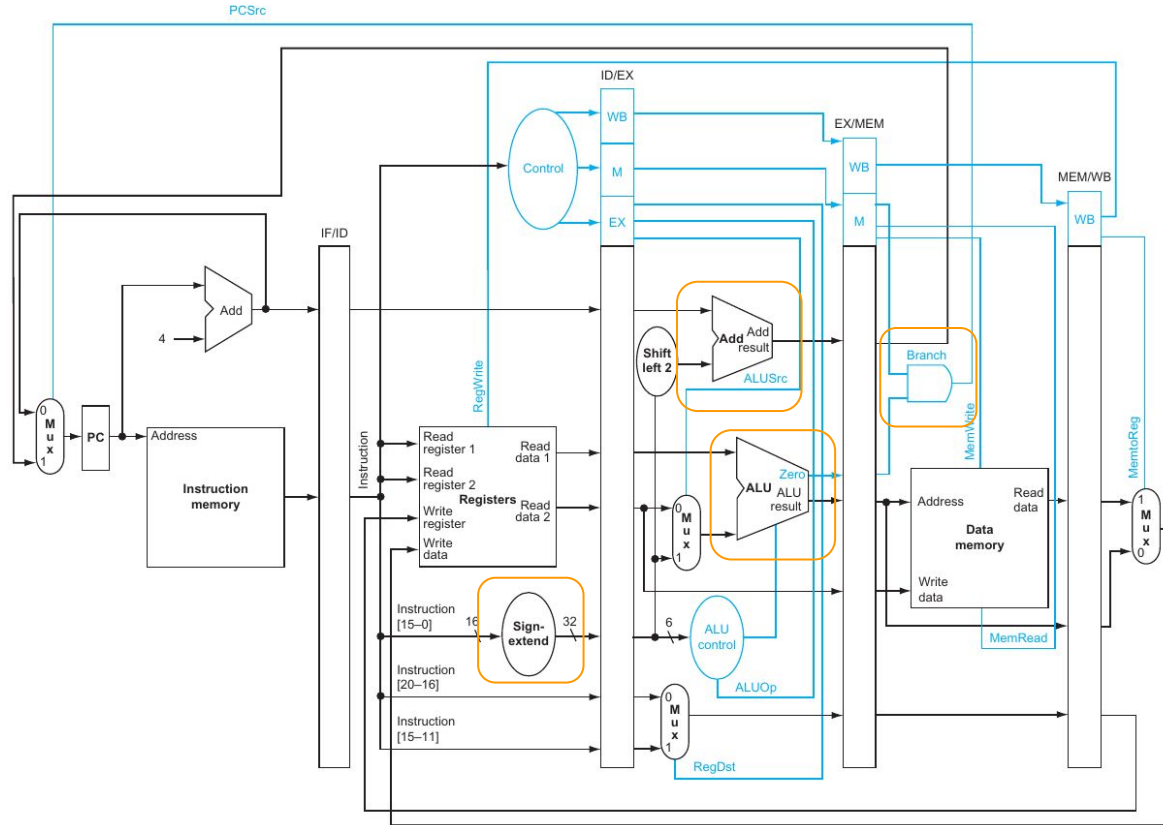 PCSrc
ID/EX
WB
EX/MEM
Control
M
WB
MEM/WB
EX
M
WB
IF/ID
Add
4
Shift
left 2
Add
Add
result
ALUSrc
Branch
RegWrite
MemWrite
MemtoReg
0
M
u
x
1
PC
Address
Instruction
memory
Instruction
Read
register 1
Read
register 2
Write
register
Write
data
Registers
Read
data 1
Read
data 2
0
M
u
x
1
ALU
Zero
ALU
result
Address
Read
data
Data
memory
Write
data
MemRead
1
M
u
x
0
Instruction
[15–0]
16
Sign-
extend
32
6
ALU
control
ALUOp
Instruction
[20–16]
Instruction
[15–11]
0
M
u
x
1
RegDst